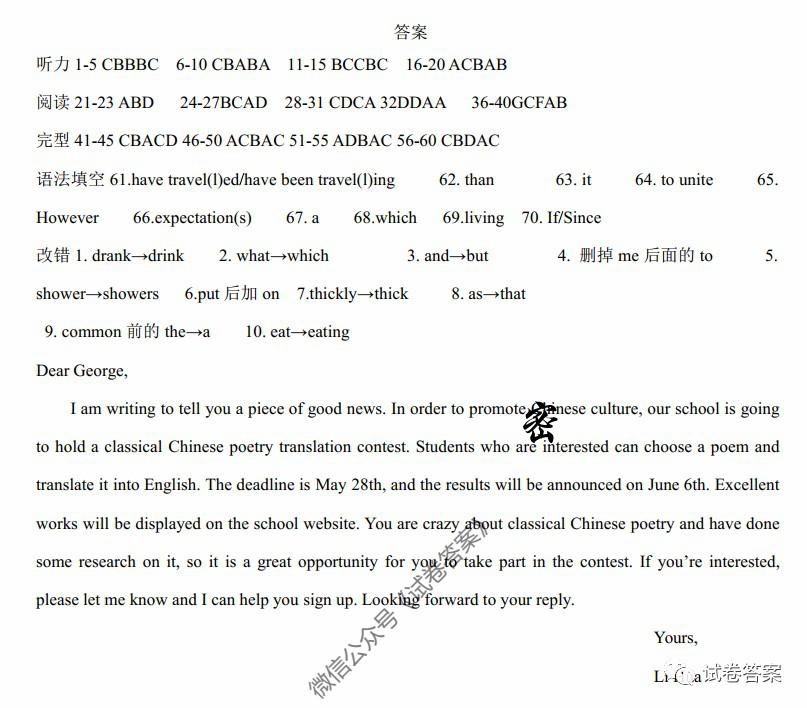 答案
听力 1-5 CBBBC 6-10 CBABA 11-15 BCCBC 16-20 ACBAB
阅读 21-23 ABD 24-27BCAD 28-31 CDCA 32DDAA 36-40GCFAB
完型 41-45 CBACD 46-50 ACBAC 51-55 ADBAC 56-60 CBDAC
语法填空 61.have travel(l)ed/have been travel(l)ing 62. than 63. it 64. to unite 65.
However 66.expectation(s) 67. a 68.which 69.living 70. If/Since
改错 1. drank→drink 2. what→which 3. and→but 4. 删掉 me 后面的 to 5.
shower→showers 6.put 后加 on 7.thickly→thick 8. as→that
9. common 前的 the→a 10. eat→eating
Dear George,
I am writing to tell you a piece of good news. In order to promote Chinese culture, our school is going
to hold a classical Chinese poetry translation contest. Students who are interested can choose a poem and
translate it into English. The deadline is May 28th, and the results will be announced on June 6th. Excellent
works will be displayed on the school website. You are crazy about classical Chinese poetry and have done
some research on it, so it is a great opportunity for you to take part in the contest. If you’re interested,
please let me know and I can help you sign up. Looking forward to your reply.
Yours,
Li Hua
密
微信公众号《试卷答案》
试卷答案